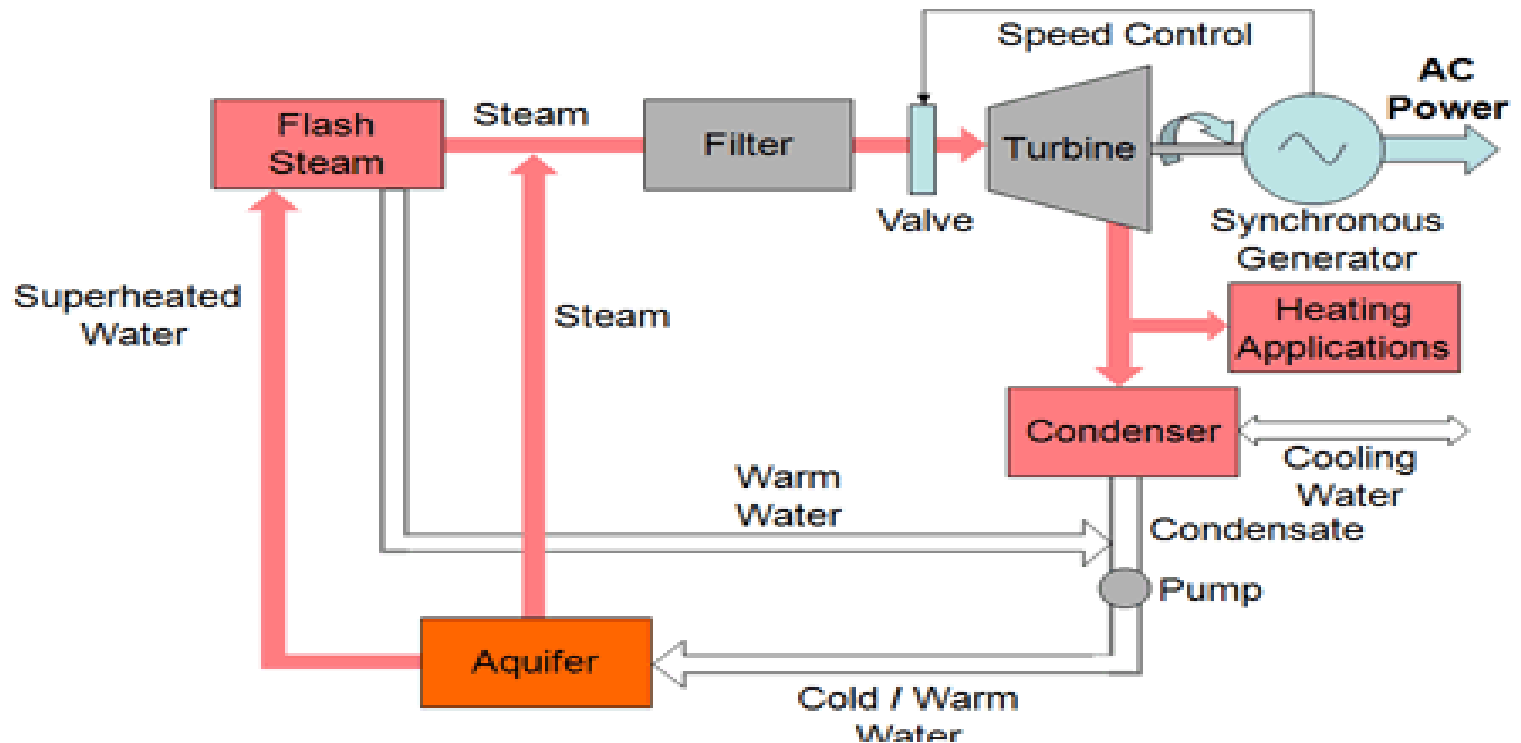 Speed Control
AC
Power
Flash
Steam
Steam
Filter
Turbine
Valve
Synchronous
Generator
Superheated
Water
Steam
Heating
Applications
Condenser
Cooling
Water
Warm
Water
Condensate
Pump
Aquifer
Cold / Warm
Water